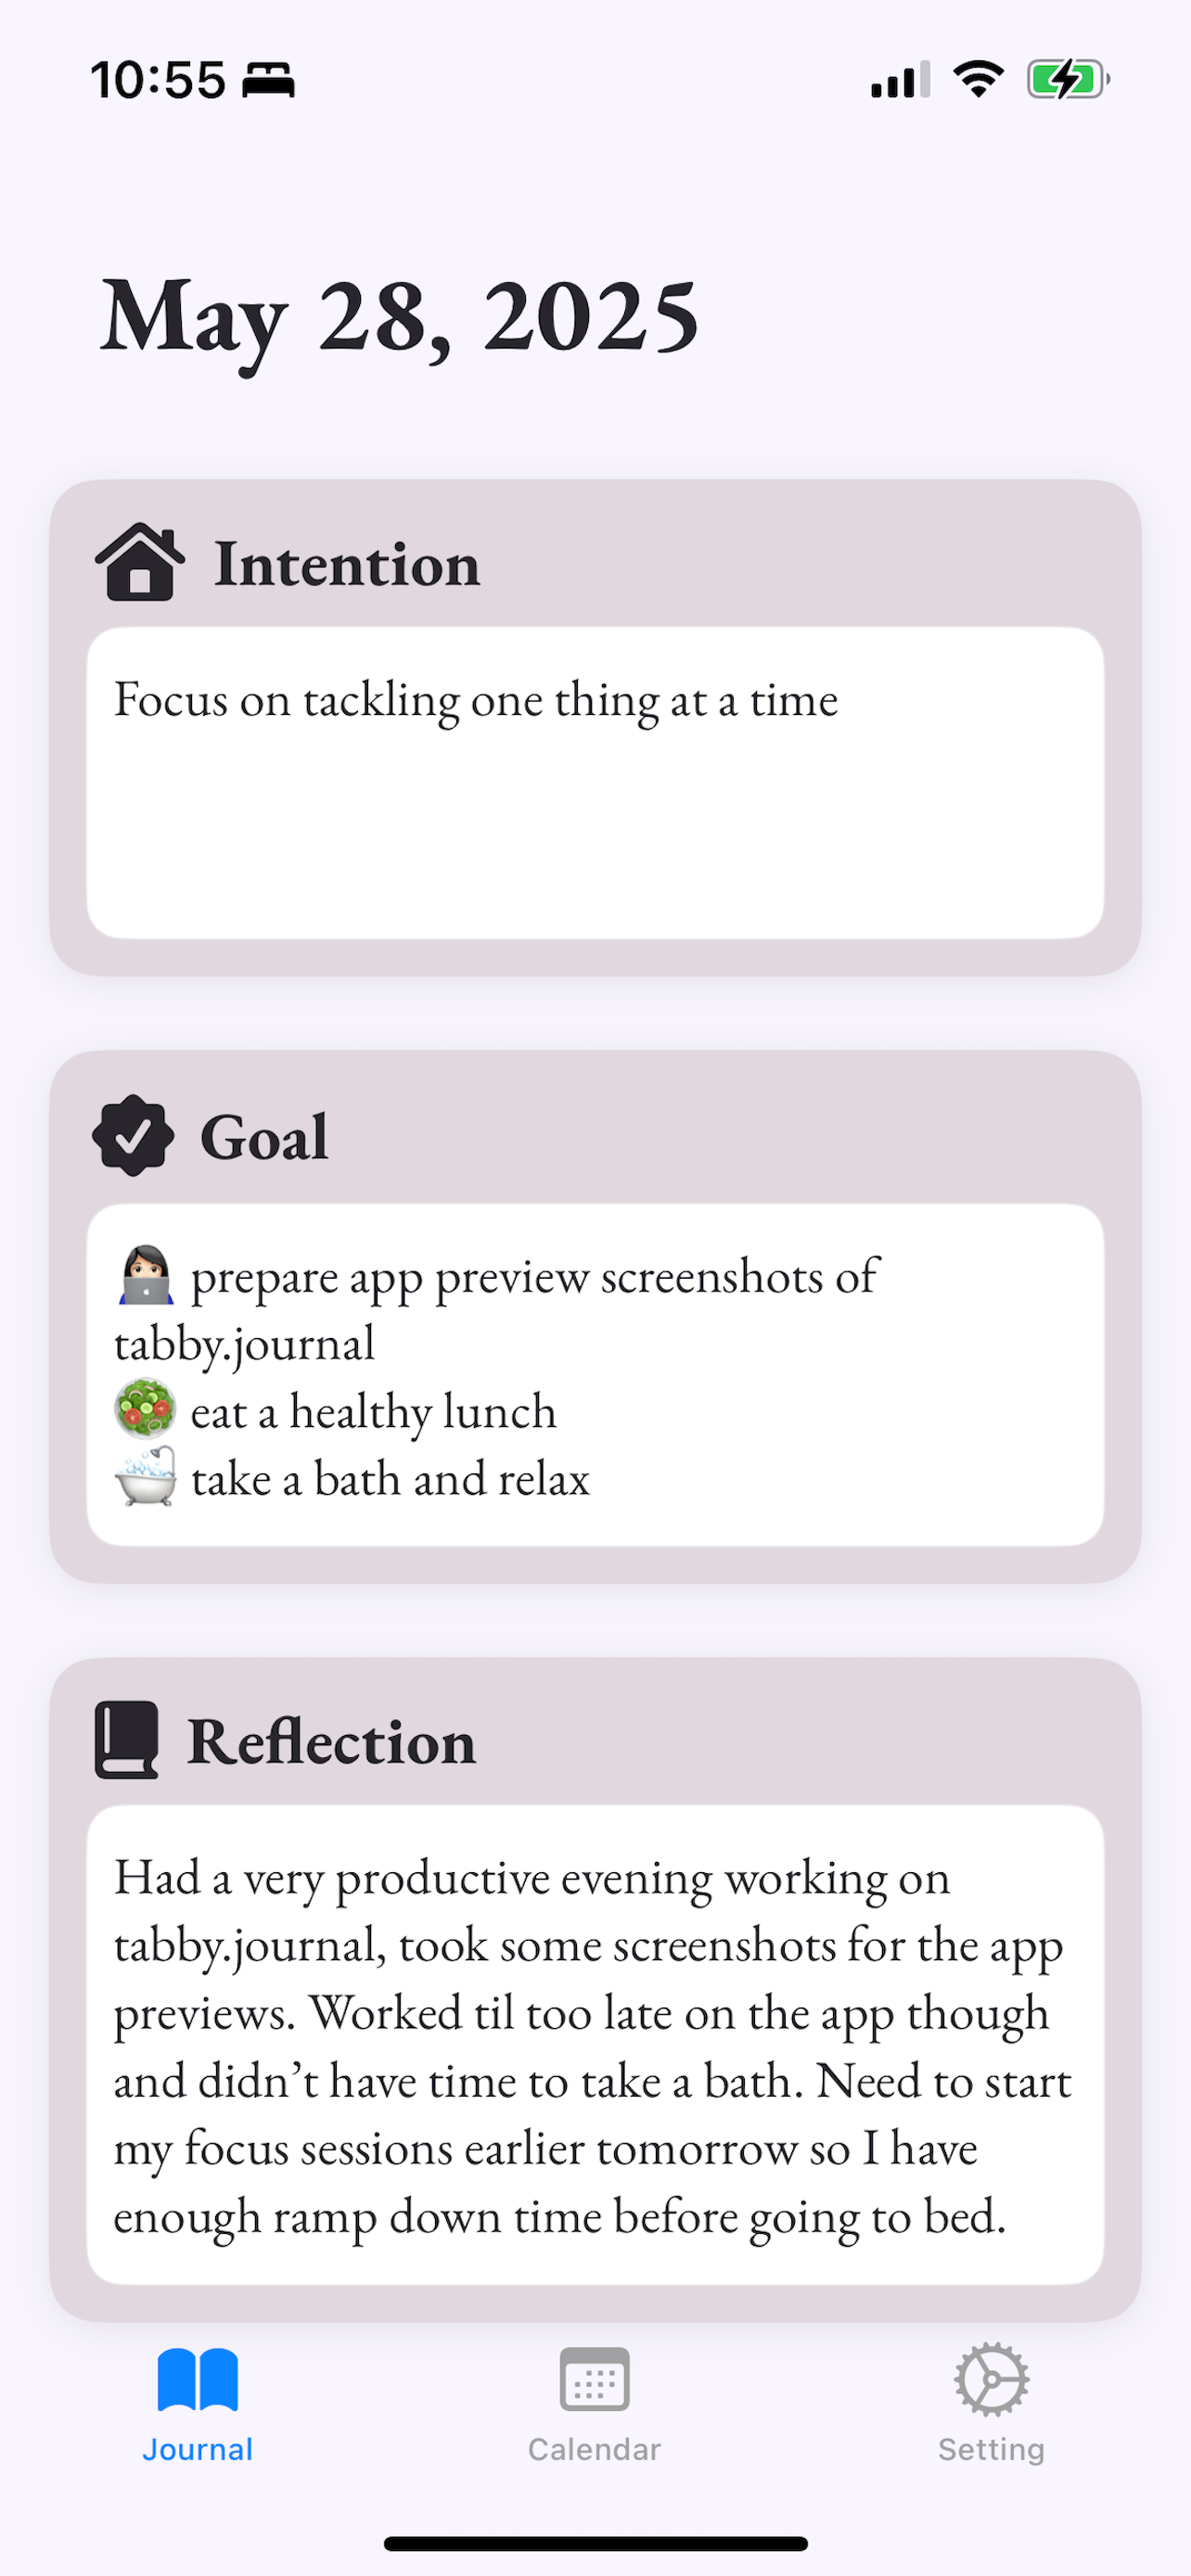 10:55
May 28, 2025
Intention
Focus on tackling one thing at a time
Goal
👩🏻‍💻 prepare app preview screenshots of
tabby.journal
🥗 eat a healthy lunch
🛁 take a bath and relax
Reflection
Had a very productive evening working on
tabby.journal, took some screenshots for the app
previews. Worked til too late on the app though
and didn’t have time to take a bath. Need to start
my focus sessions earlier tomorrow so I have
enough ramp down time before going to bed.
Journal
Calendar
Setting